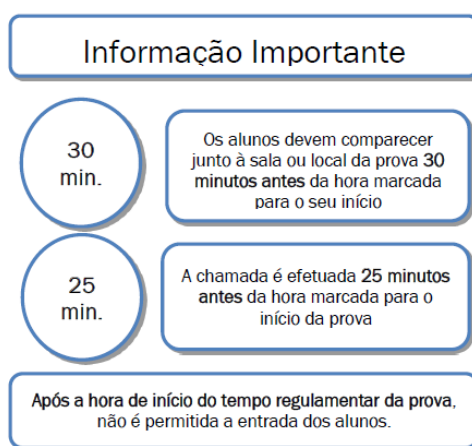 Informação Importante
30
min.
Os alunos devem comparecer
junto à sala ou local da prova 30
minutos antes da hora marcada
para o seu início
25
min.
A chamada é efetuada 25 minutos
antes da hora marcada para o
início da prova
Após a hora de início do tempo regulamentar da prova,
não é permitida a entrada dos alunos.